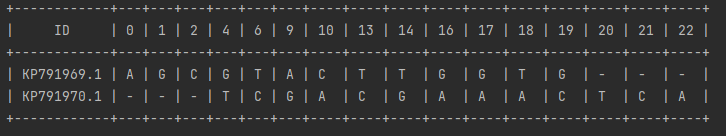 +------------+---+---+---+---+---+---+----+----+----+----+----+----+----+----+----+----+
|     ID     | 0 | 1 | 2 | 4 | 6 | 9 | 10 | 13 | 14 | 16 | 17 | 18 | 19 | 20 | 21 | 22 |
+------------+---+---+---+---+---+---+----+----+----+----+----+----+----+----+----+----+
| KP791969.1 | A | G | C | G | T | A | C | T | T | G | G | T | G | - | - | - |
| KP791970.1 | - | - | - | T | C | G | A | C | G | A | A | A | C | T | C | A |
+------------+---+---+---+---+---+---+----+----+----+----+----+----+----+----+----+----+